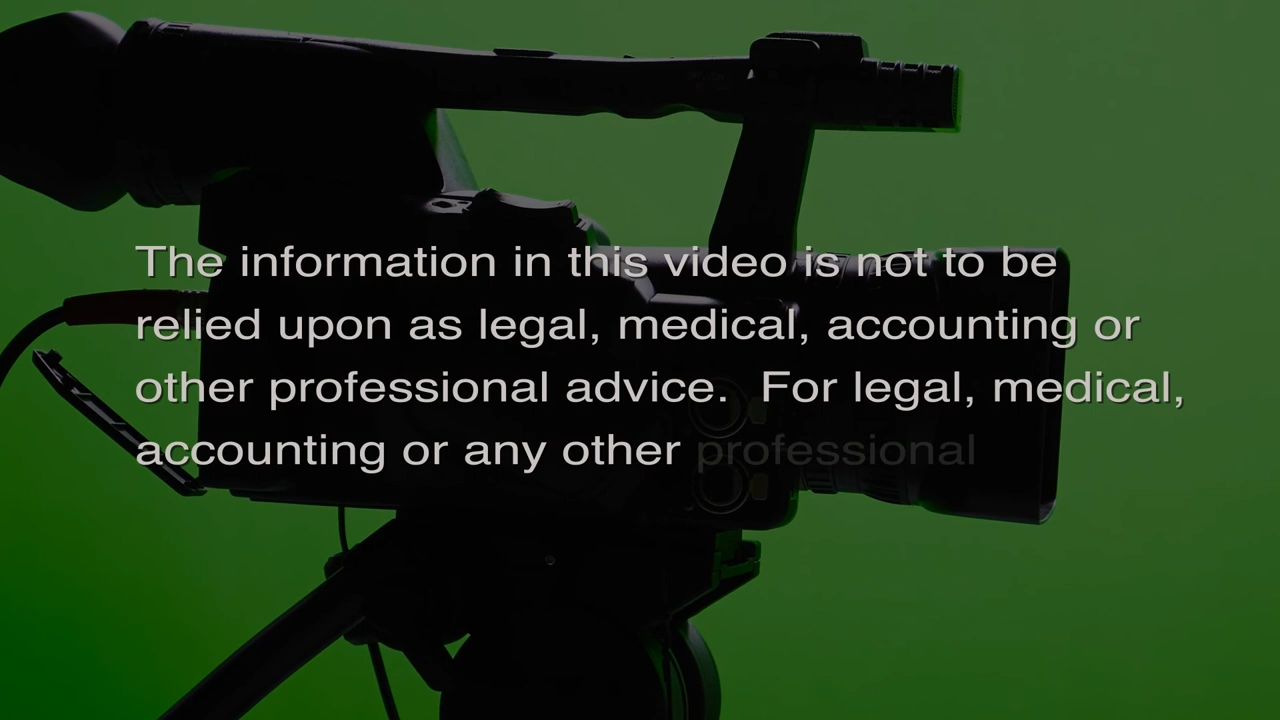 The information in this video is not to be
relied upon as legal, medical, accounting or
other professional advice.  For legal, medical,
accounting or any other professional